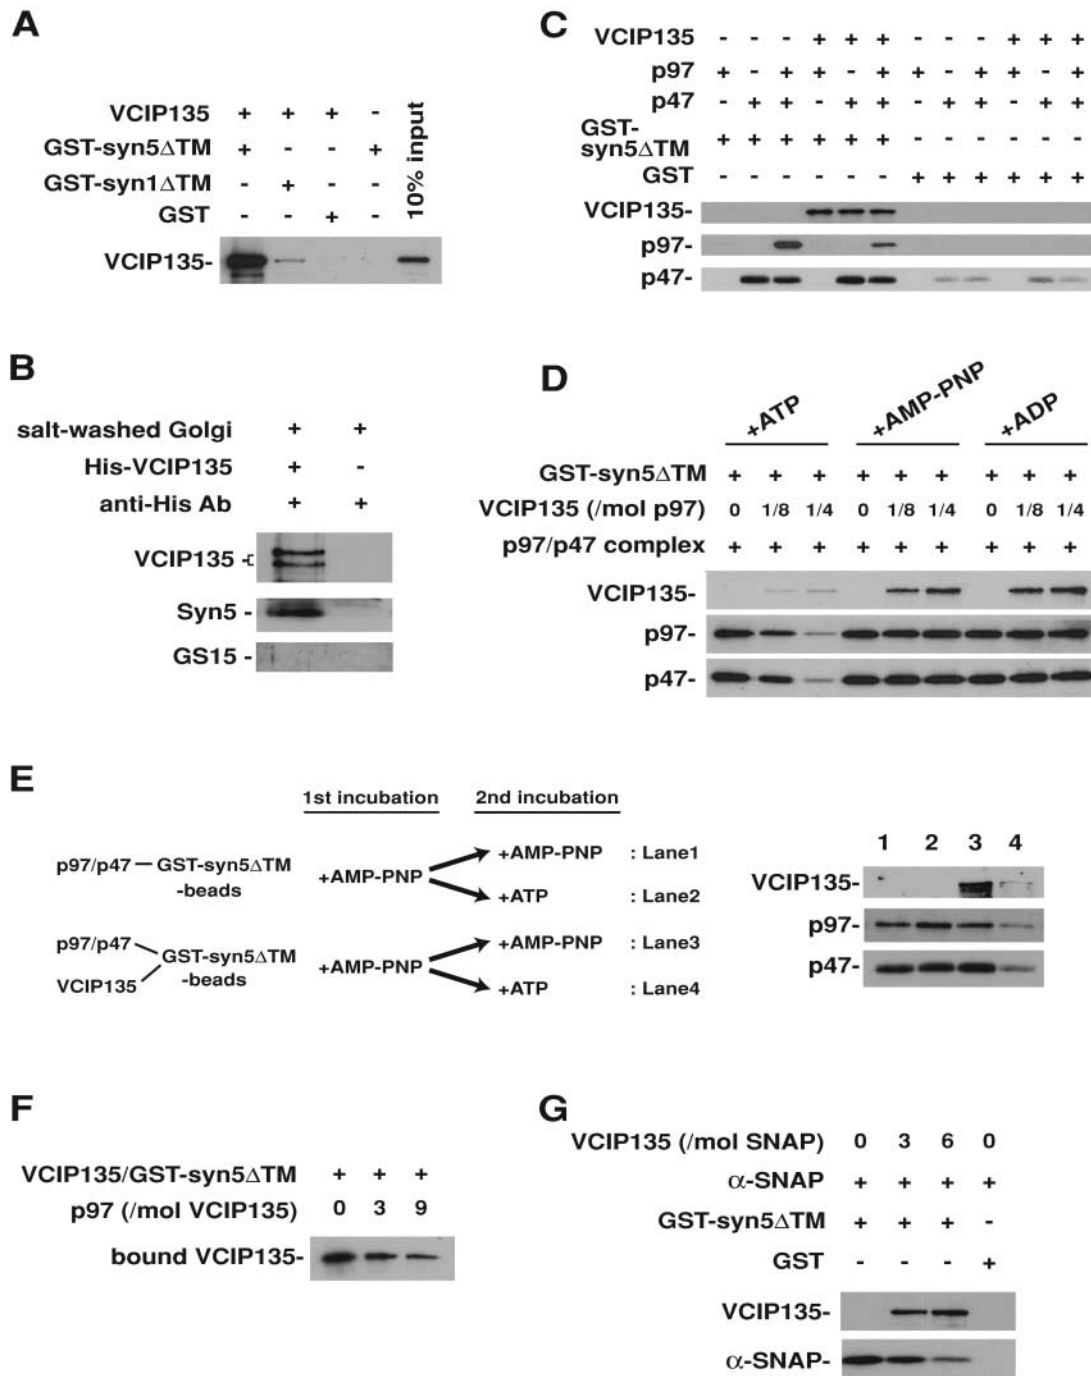 A
VCIP135 + + + -
GST-syn5ΔTM + - - +
GST-syn1ΔTM - + - -
GST - - + -
10% input
VCIP135-
B
salt-washed Golgi + +
His-VCIP135 + -
anti-His Ab + +
VCIP135
Syn5 -
GS15 -
C
VCIP135 - - - + + + - - - + + +
p97 + - + + - + + - + + - +
p47 - + + - + + - + + - + +
GST-
syn5ΔTM + + + + + + - - - - - -
GST - - - - - - + + + + + +
VCIP135-
p97-
p47-
D
+ATP +AMP-PNP +ADP
GST-syn5ΔTM + + + + + + + + +
VCIP135 (/mol p97) 0 1/8 1/4 0 1/8 1/4 0 1/8 1/4
p97/p47 complex + + + + + + + + +
VCIP135-
p97-
p47-
E
1st incubation 2nd incubation
p97/p47 GST-syn5ΔTM
-beads
+AMP-PNP
+AMP-PNP : Lane1
+ATP : Lane2
p97/p47
VCIP135
GST-syn5ΔTM
-beads
+AMP-PNP
+AMP-PNP : Lane3
+ATP : Lane4
1 2 3 4
VCIP135-
p97-
p47-
F
VCIP135/GST-syn5ΔTM + + +
p97 (/mol VCIP135) 0 3 9
bound VCIP135-
G
VCIP135 (/mol SNAP) 0 3 6 0
α-SNAP + + + +
GST-syn5ΔTM + + + -
GST - - - +
VCIP135-
α-SNAP-